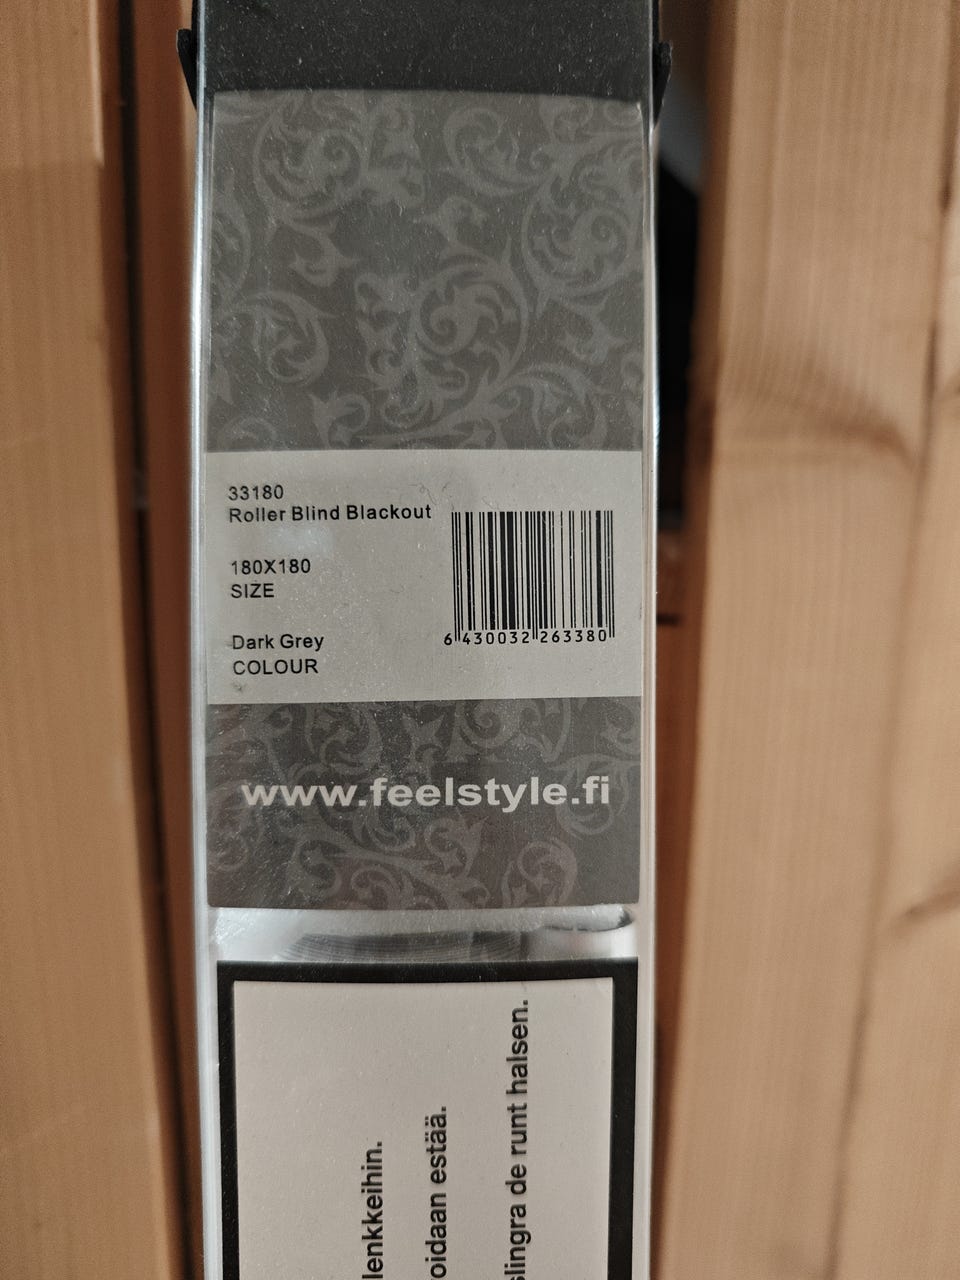 33180
Roller Blind Blackout
180X180
SIZE
Dark Grey
COLOUR
6 430032 263380
www.feelstyle.fi
lenkkeihin.
voidaan estää.
slingra de runt halsen.